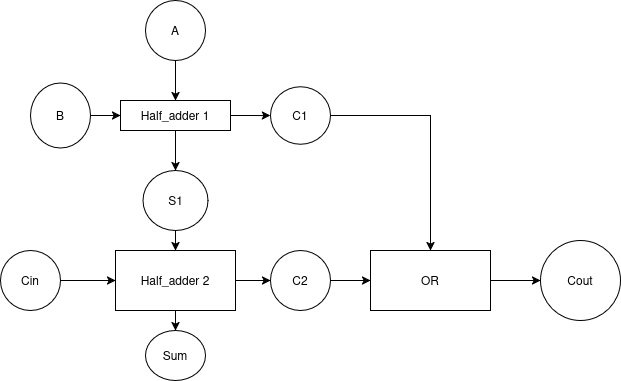 A
B
Half_adder 1
C1
S1
Cin
Half_adder 2
C2
OR
Cout
Sum